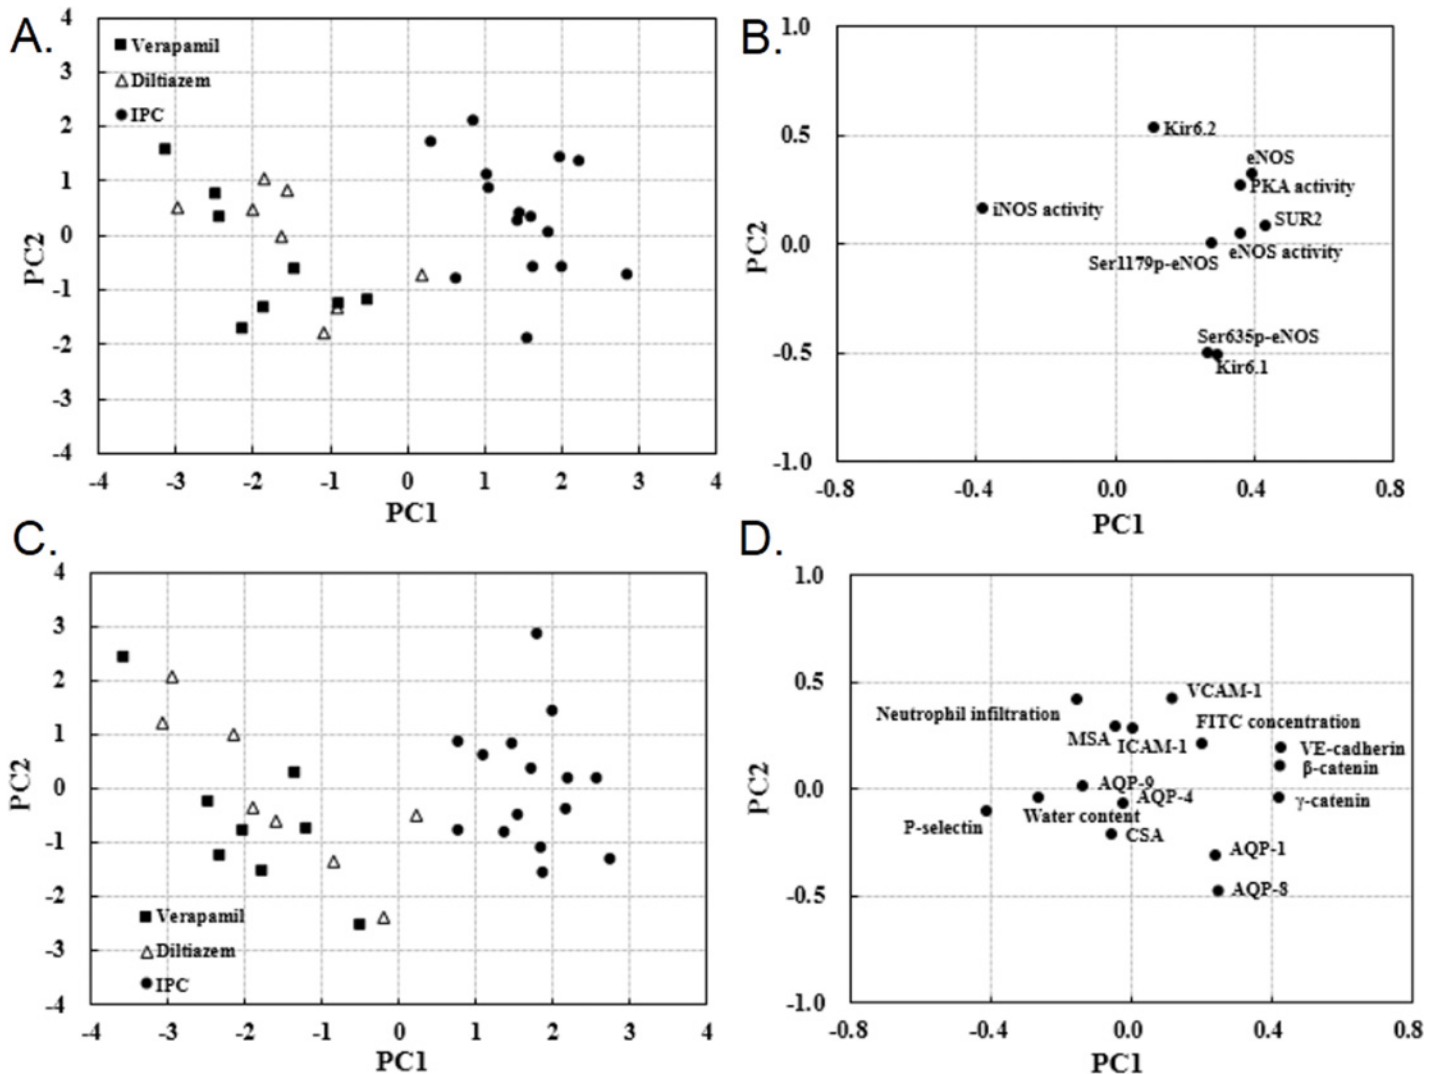 A.
4
3
2
1
0
-1
-2
-3
-4
PC2
Verapamil
Diltiazem
IPC
-4 -3 -2 -1 0 1 2 3 4
PC1
B.
1.0
0.5
0.0
-0.5
-1.0
PC2
Kir6.2
eNOS
PKA activity
iNOS activity
SUR2
eNOS activity
Ser1179p-eNOS
Ser635p-eNOS
Kir6.1
-0.8 -0.4 0.0 0.4 0.8
PC1
C.
4
3
2
1
0
-1
-2
-3
-4
PC2
Verapamil
Diltiazem
IPC
-4 -3 -2 -1 0 1 2 3 4
PC1
D.
1.0
0.5
0.0
-0.5
-1.0
PC2
VCAM-1
Neutrophil infiltration
FITC concentration
MSA
ICAM-1
VE-cadherin
β-catenin
AQP-9
AQP-4
γ-catenin
Water content
P-selectin
CSA
AQP-1
AQP-8
-0.8 -0.4 0.0 0.4 0.8
PC1